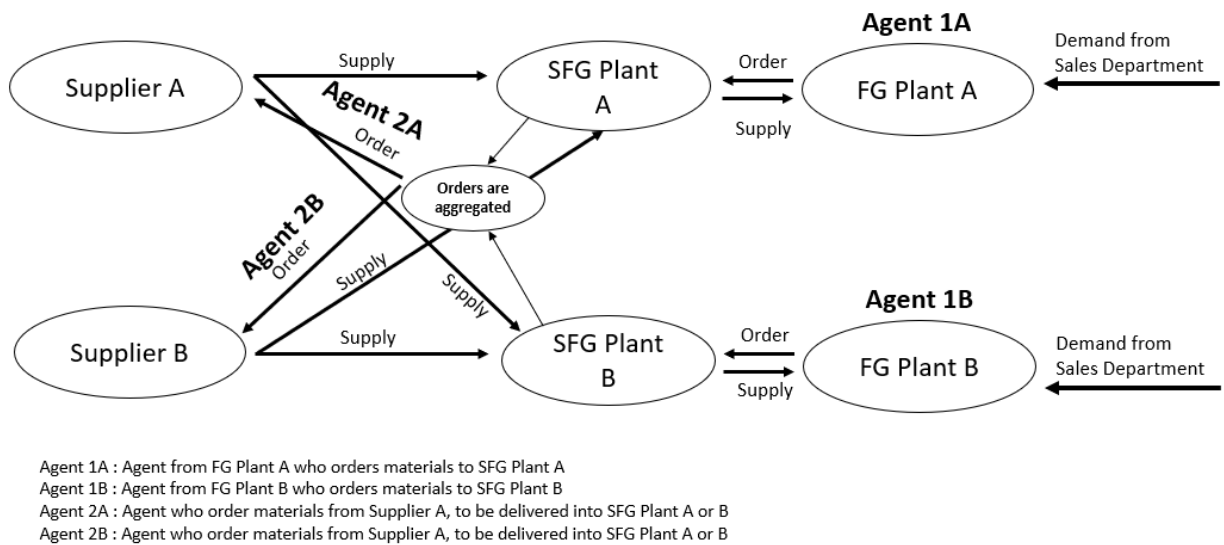 Agent 1A
Demand from
Sales Department
Supplier A
Supply
SFG Plant
A
Order
Supply
FG Plant A
Agent 2A
Order
Orders are
aggregated
Agent 2B
Order
Supply
Supply
Agent 1B
Demand from
Sales Department
Supplier B
Supply
SFG Plant
B
Order
Supply
FG Plant B
Agent 1A : Agent from FG Plant A who orders materials to SFG Plant A
Agent 1B : Agent from FG Plant B who orders materials to SFG Plant B
Agent 2A : Agent who order materials from Supplier A, to be delivered into SFG Plant A or B
Agent 2B : Agent who order materials from Supplier A, to be delivered into SFG Plant A or B